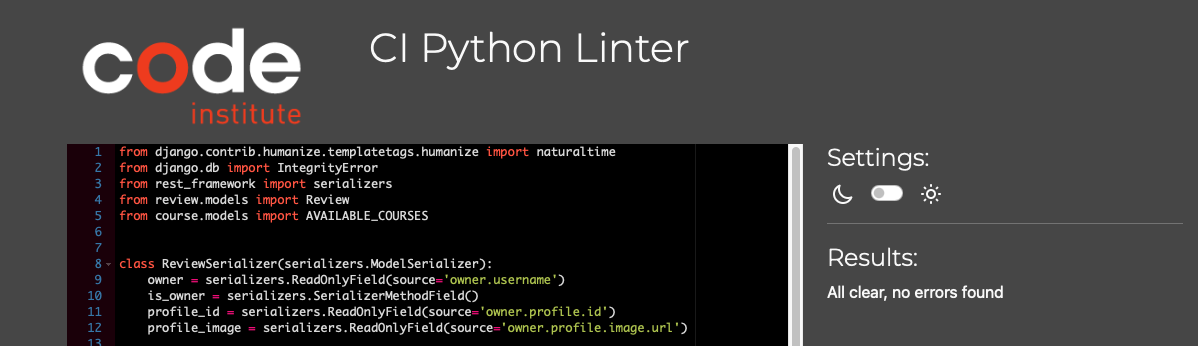 code
institute
CI Python Linter
1 from django.contrib.humanize.templatetags.humanize import naturaltime
2 from django.db import IntegrityError
3 from rest_framework import serializers
4 from review.models import Review
5 from course.models import AVAILABLE_COURSES
6
7
8 class ReviewSerializer(serializers.ModelSerializer):
9     owner = serializers.ReadOnlyField(source='owner.username')
10     is_owner = serializers.SerializerMethodField()
11     profile_id = serializers.ReadOnlyField(source='owner.profile.id')
12     profile_image = serializers.ReadOnlyField(source='owner.profile.image.url')
13
Settings:
Results:
All clear, no errors found